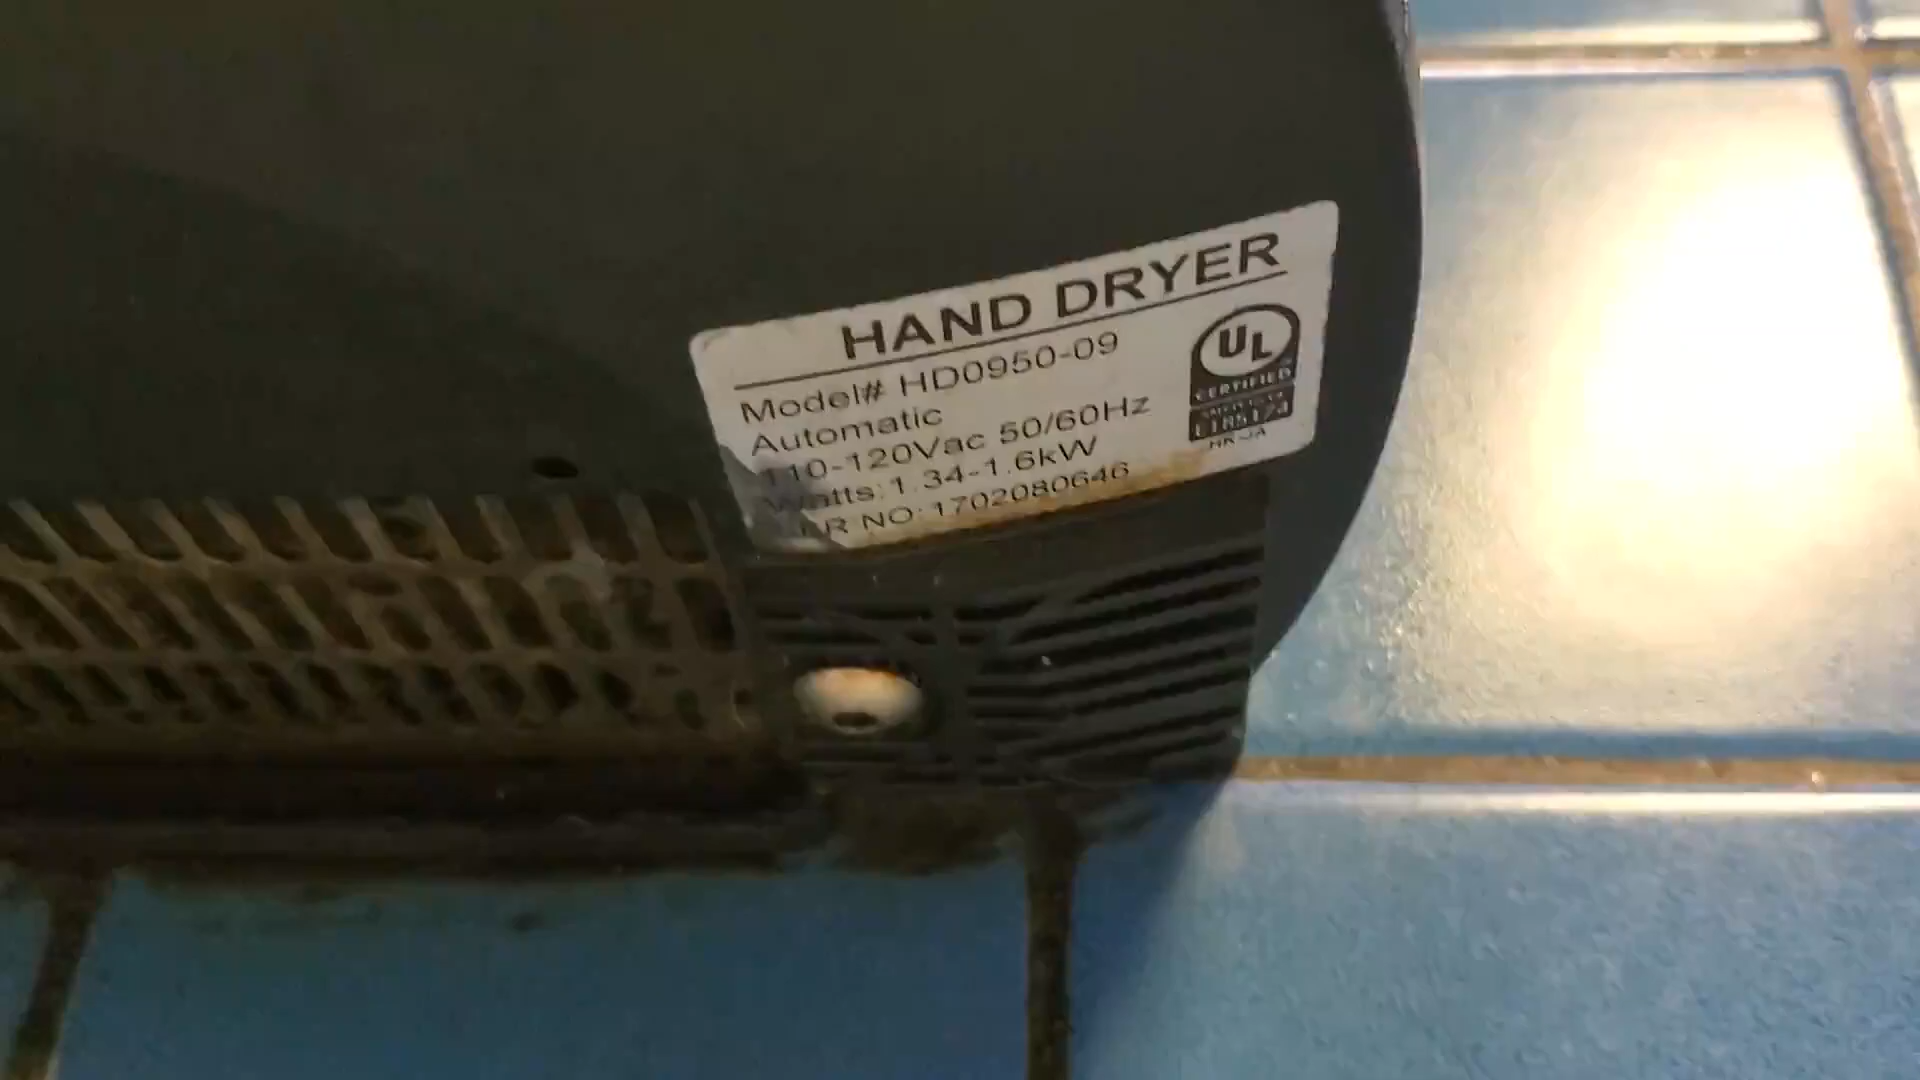 HAND DRYER
Model# HD0950-09
Automatic
110-120Vac 50/60Hz
Watts:1.34-1.6kW
NO:1702080646
UL
CERTIFIED